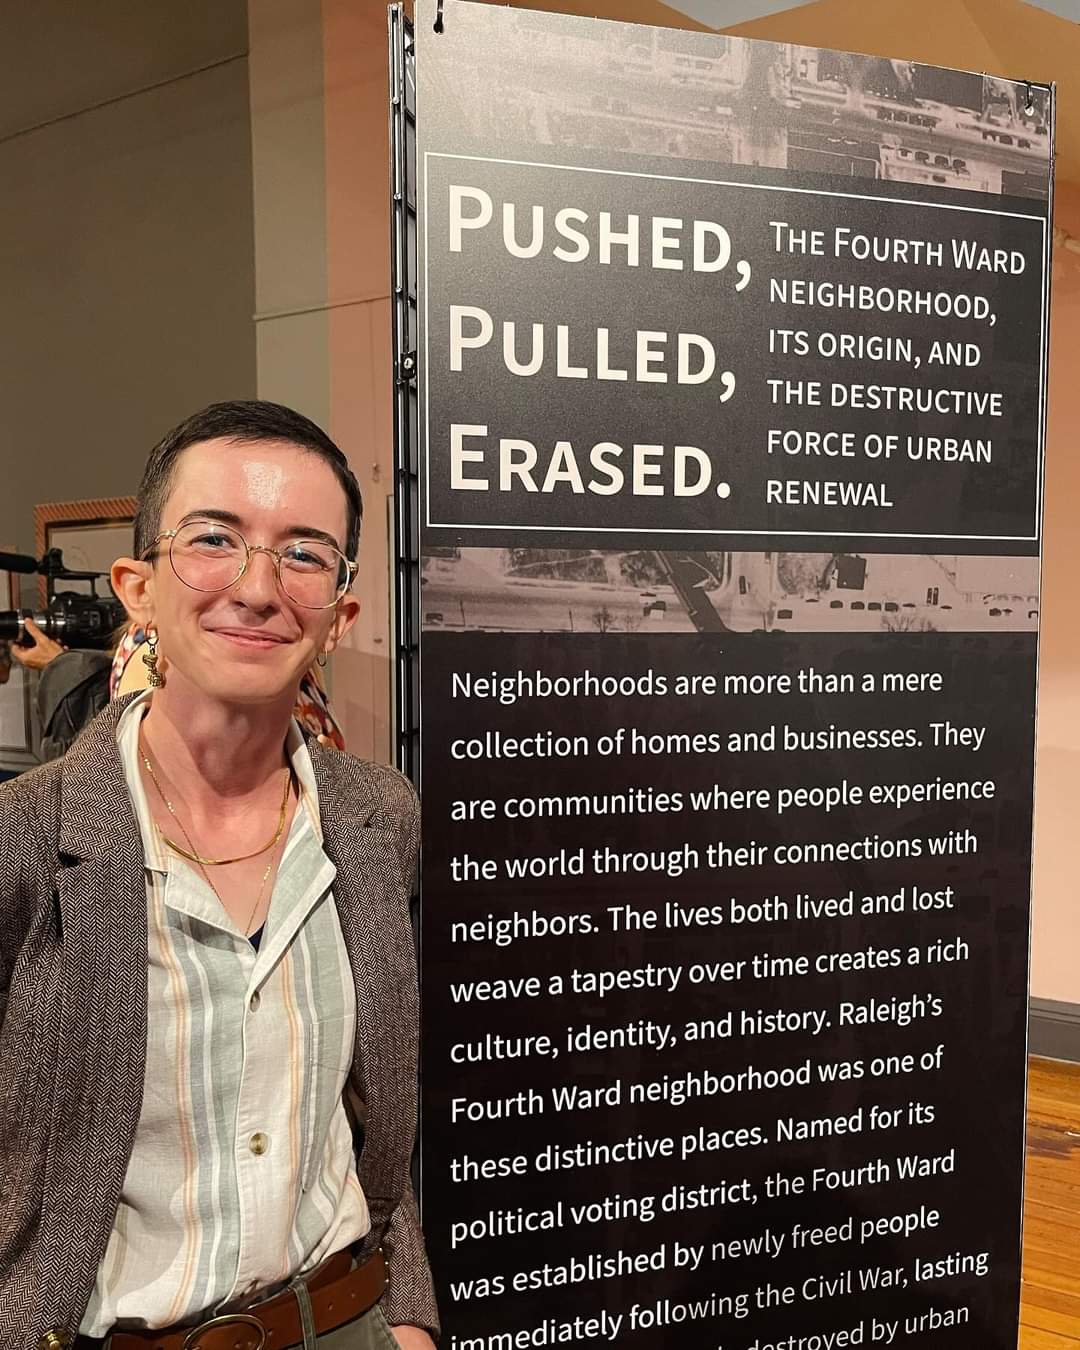 PUSHED,
PULLED,
ERASED.
THE FOURTH WARD
NEIGHBORHOOD,
ITS ORIGIN, AND
THE DESTRUCTIVE
FORCE OF URBAN
RENEWAL
Neighborhoods are more than a mere
collection of homes and businesses. They
are communities where people experience
the world through their connections with
neighbors. The lives both lived and lost
weave a tapestry over time creates a rich
culture, identity, and history. Raleigh’s
Fourth Ward neighborhood was one of
these distinctive places. Named for its
political voting district, the Fourth Ward
was established by newly freed people
immediately following the Civil War, lasting
destroyed by urban